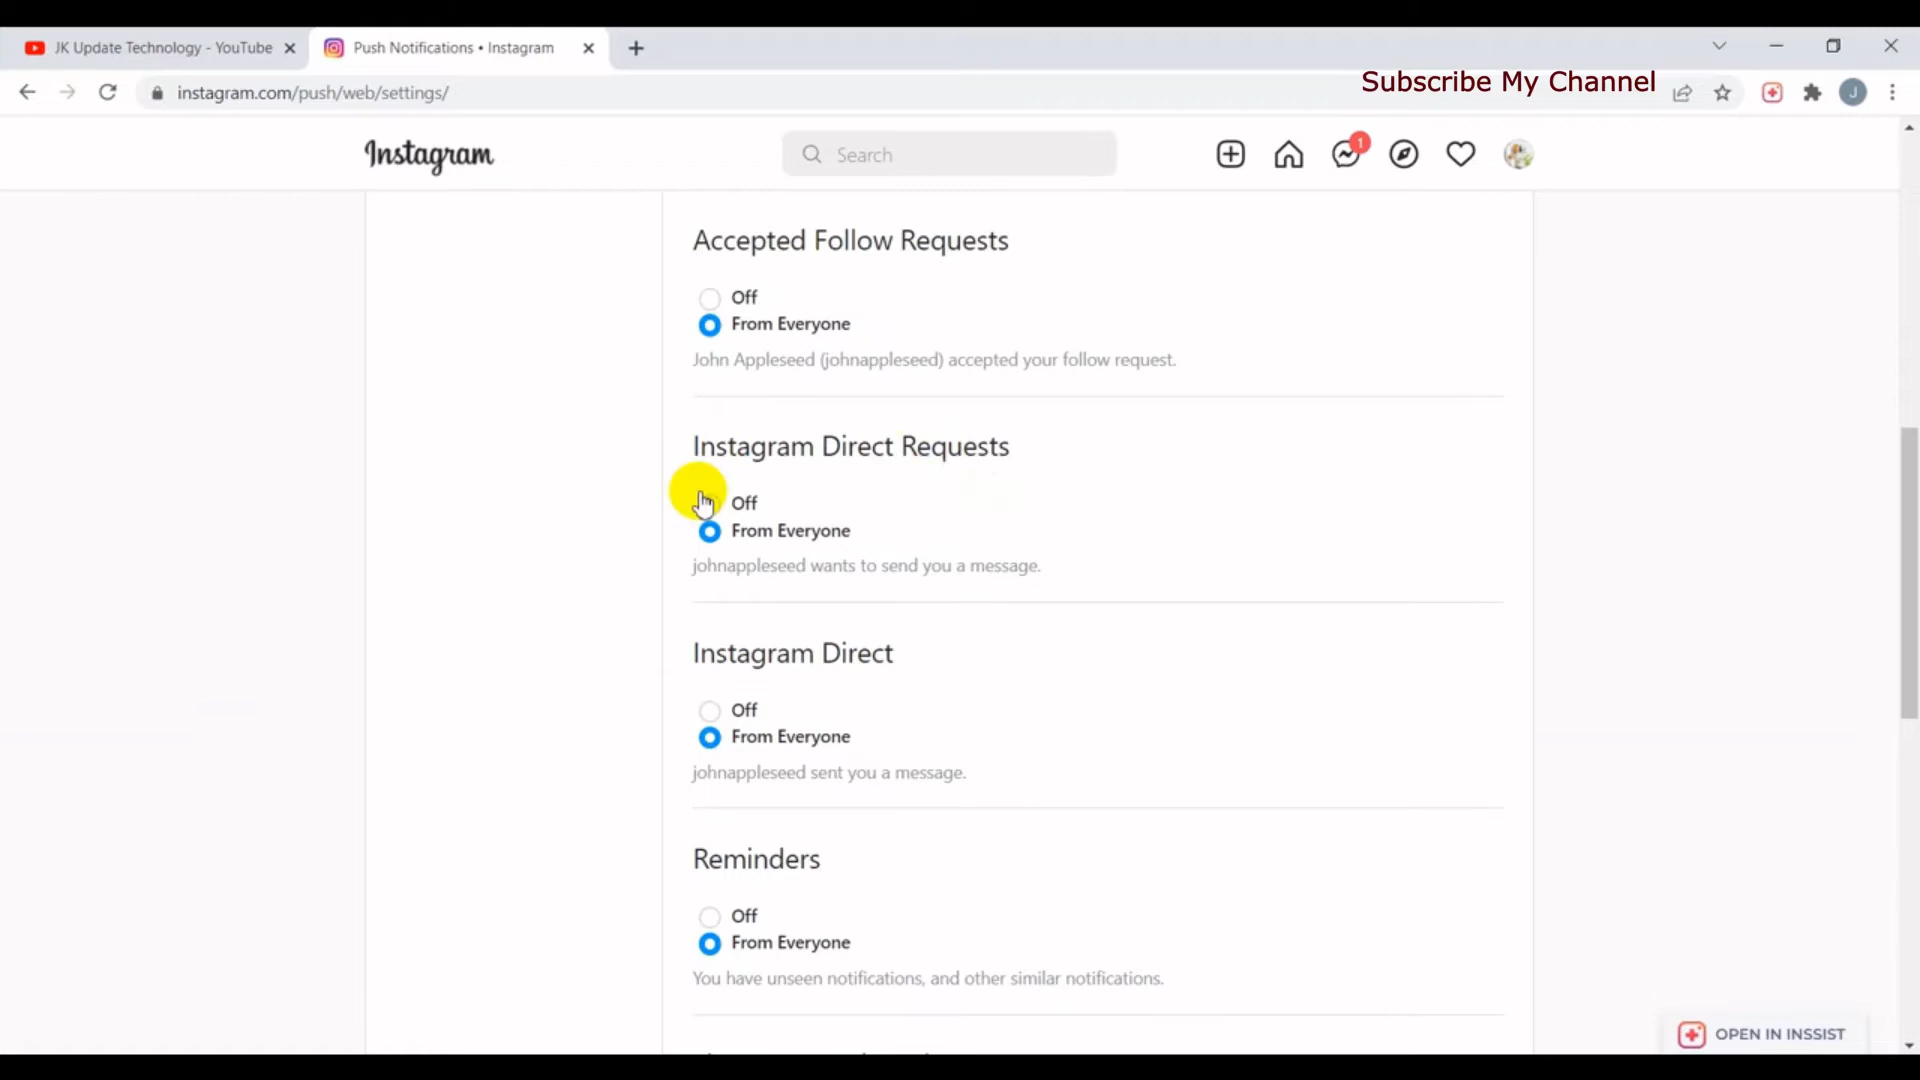 JK Update Technology - YouTube
Push Notifications • Instagram
Subscribe My Channel
instagram.com/push/web/settings/
J
Instagram
Search
1
Accepted Follow Requests
Off
From Everyone
John Appleseed (johnappleseed) accepted your follow request.
Instagram Direct Requests
Off
From Everyone
johnappleseed wants to send you a message.
Instagram Direct
Off
From Everyone
johnappleseed sent you a message.
Reminders
Off
From Everyone
You have unseen notifications, and other similar notifications.
OPEN IN INSSIST